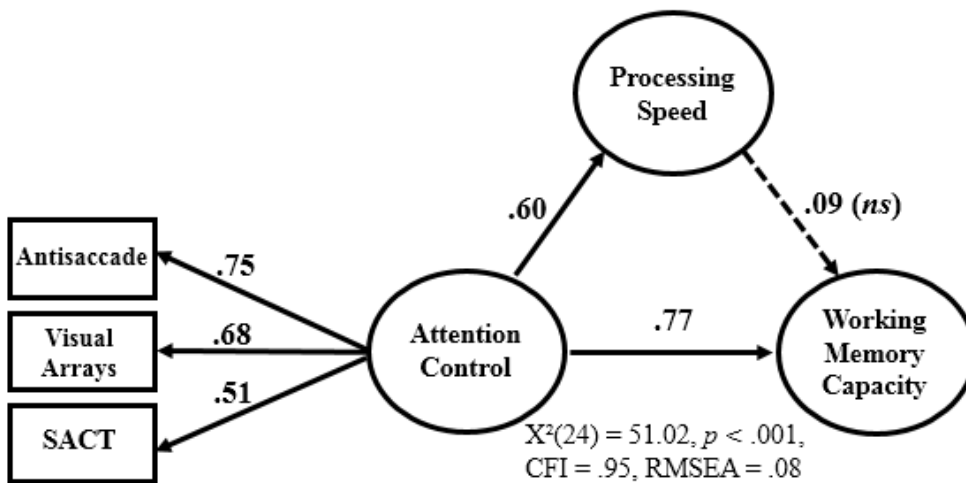 Processing
Speed
.60
.09 (ns)
Antisaccade
.75
Visual
Arrays
.68
SACT
.51
Attention
Control
.77
Working
Memory
Capacity
X²(24) = 51.02, p < .001,
CFI = .95, RMSEA = .08